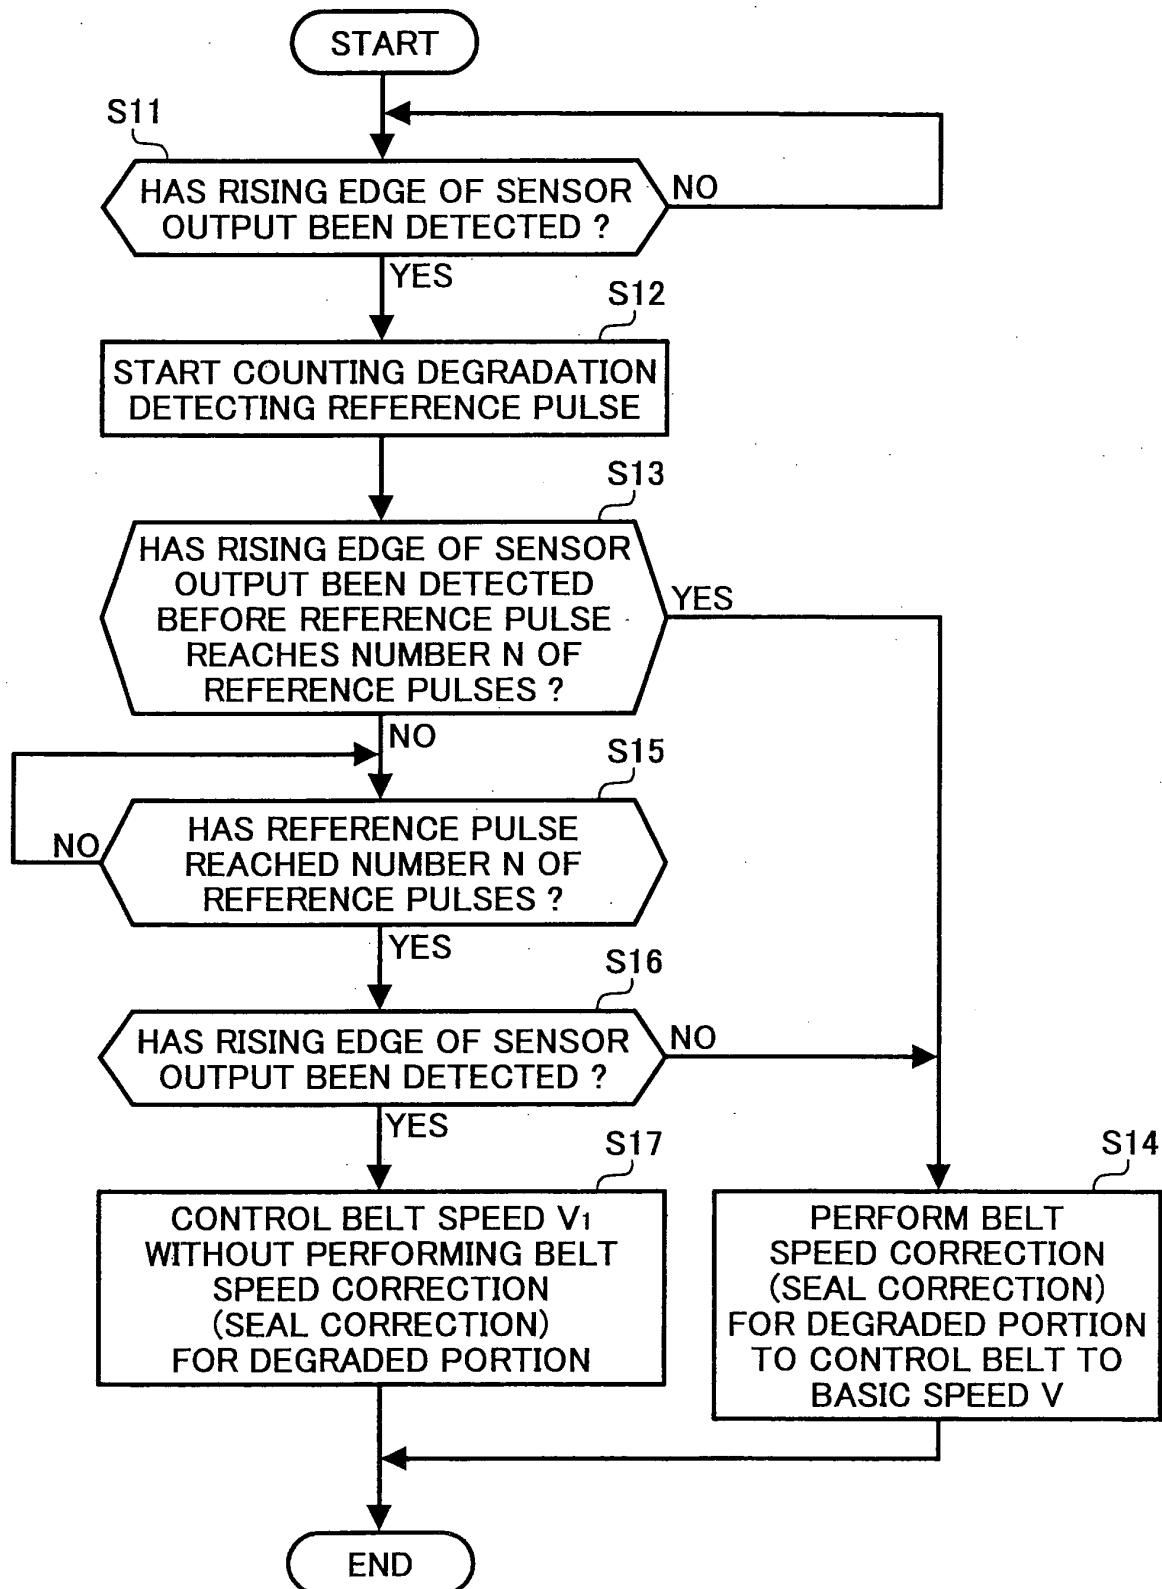 START
S11
HAS RISING EDGE OF SENSOR
OUTPUT BEEN DETECTED ?
NO
YES
S12
START COUNTING DEGRADATION
DETECTING REFERENCE PULSE
S13
HAS RISING EDGE OF SENSOR
OUTPUT BEEN DETECTED
BEFORE REFERENCE PULSE
REACHES NUMBER N OF
REFERENCE PULSES ?
YES
NO
S15
HAS REFERENCE PULSE
REACHED NUMBER N OF
REFERENCE PULSES ?
NO
YES
S16
HAS RISING EDGE OF SENSOR
OUTPUT BEEN DETECTED ?
NO
YES
S17
CONTROL BELT SPEED V1
WITHOUT PERFORMING BELT
SPEED CORRECTION
(SEAL CORRECTION)
FOR DEGRADED PORTION
S14
PERFORM BELT
SPEED CORRECTION
(SEAL CORRECTION)
FOR DEGRADED PORTION
TO CONTROL BELT TO
BASIC SPEED V
END